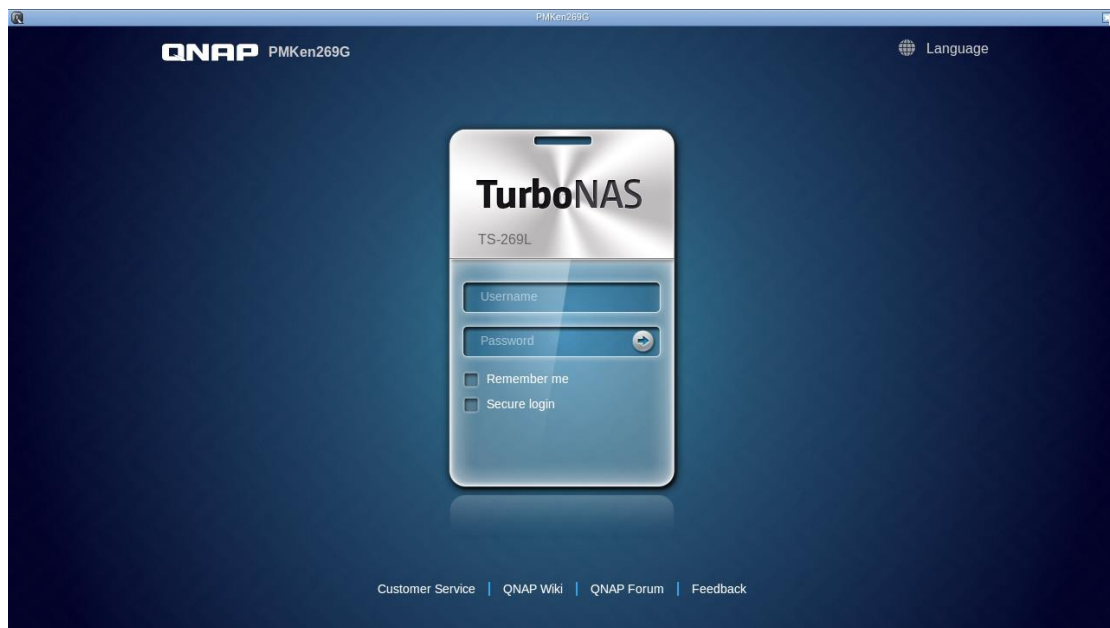 PMKen269G
QNAP PMKen269G
Language
TurboNAS
TS-269L
Username
Password
Remember me
Secure login
Customer Service | QNAP Wiki | QNAP Forum | Feedback